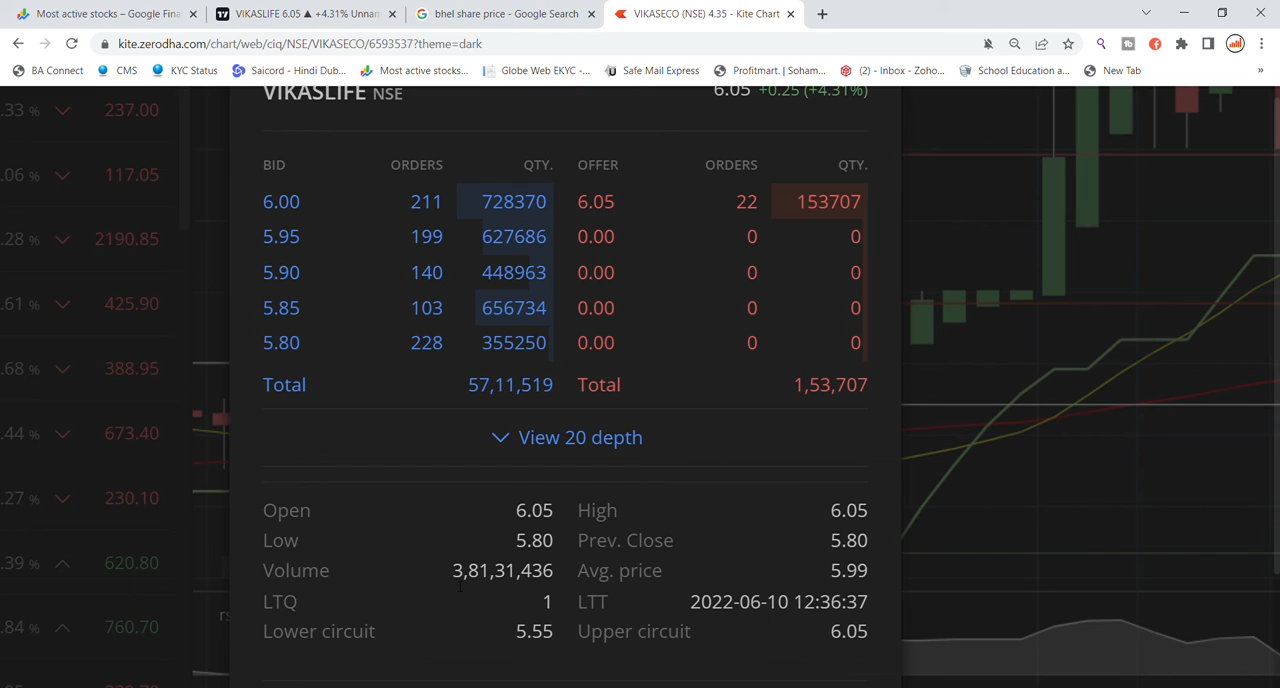 Most active stocks – Google Fina
VIKASLIFE 6.05 ▲ +4.31% Unnam
bhel share price - Google Search
VIKASECO (NSE) 4.35 - Kite Chart
kite.zerodha.com/chart/web/ciq/NSE/VIKASECO/6593537?theme=dark
BA Connect CMS KYC Status Saicord - Hindi Dub... Most active stocks... Globe Web EKYC -... Safe Mail Express Profitmart. | Soham... (2) - Inbox - Zoho... School Education a... New Tab »
VIKASLIFE NSE 6.05 +0.25 (+4.31%)
.33 % 237.00
BID ORDERS QTY. OFFER ORDERS QTY.
.06 % 117.05
6.00 211 728370 6.05 22 153707
5.95 199 627686 0.00 0 0
.28 % 2190.85
5.90 140 448963 0.00 0 0
.61 % 425.90
5.85 103 656734 0.00 0 0
5.80 228 355250 0.00 0 0
.68 % 388.95
Total 57,11,519 Total 1,53,707
.44 % 673.40
View 20 depth
.27 % 230.10
Open 6.05 High 6.05
Low 5.80 Prev. Close 5.80
.39 % 620.80
Volume 3,81,31,436 Avg. price 5.99
LTQ 1 LTT 2022-06-10 12:36:37
.84 % 760.70
Lower circuit 5.55 Upper circuit 6.05